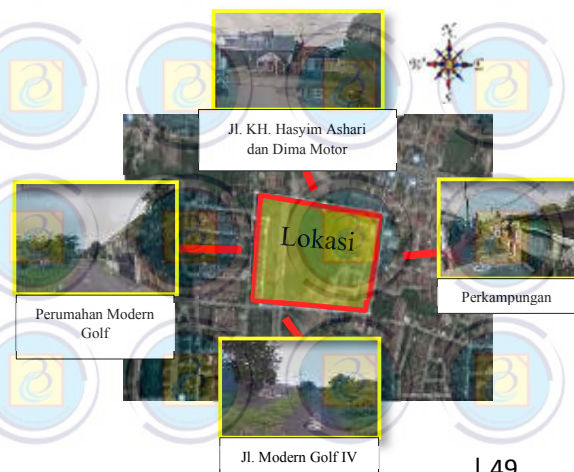 N
W E
S
Jl. KH. Hasyim Ashari
dan Dima Motor
Lokasi
Perumahan Modern
Golf
Perkampungan
Jl. Modern Golf IV
| 49